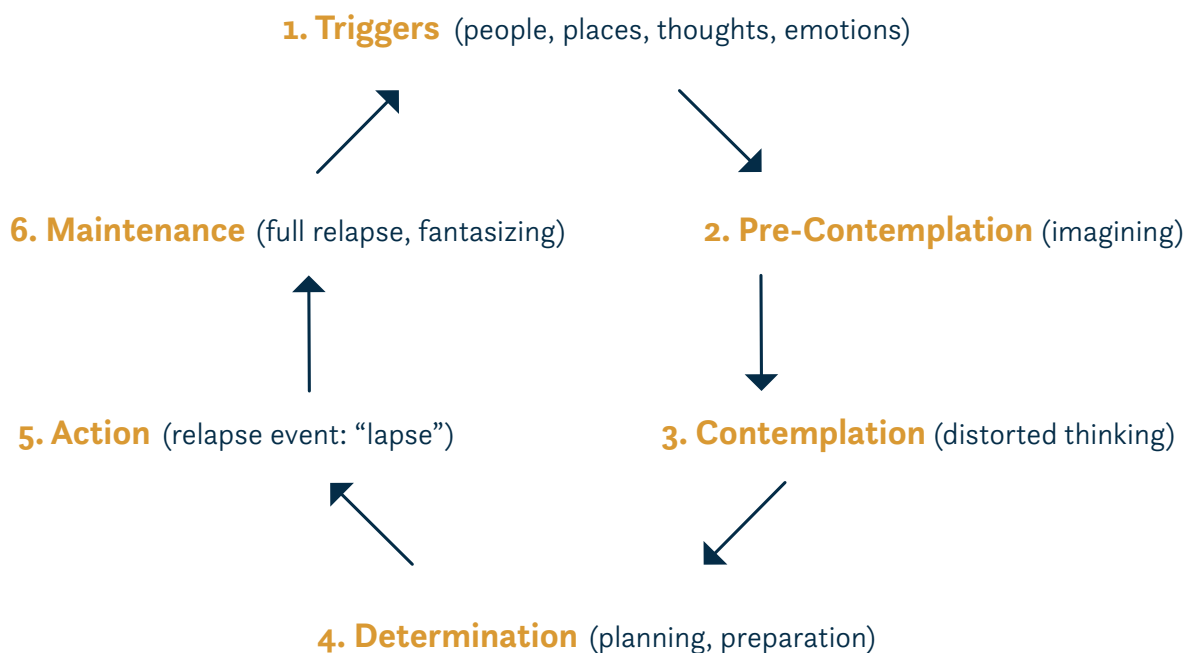 1. Triggers (people, places, thoughts, emotions)
6. Maintenance (full relapse, fantasizing)
2. Pre-Contemplation (imagining)
5. Action (relapse event: “lapse”)
3. Contemplation (distorted thinking)
4. Determination (planning, preparation)